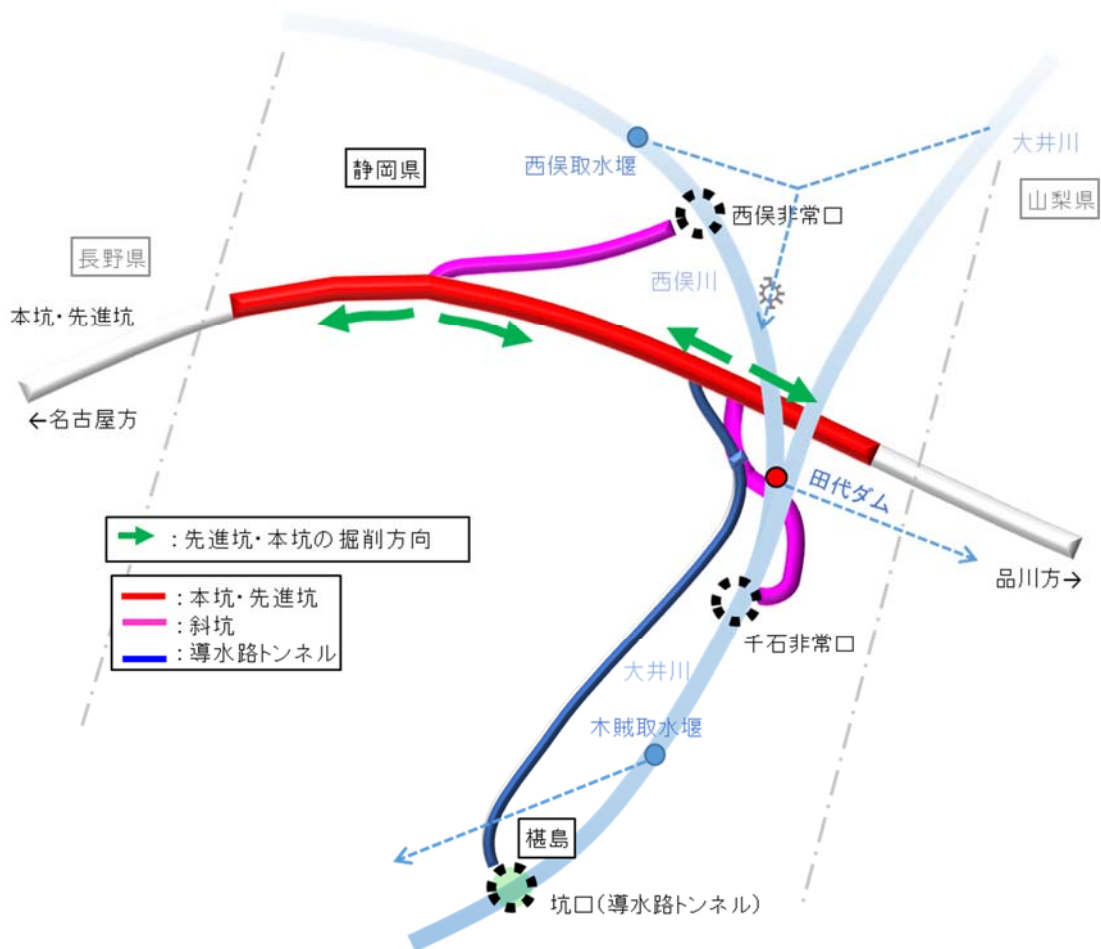 大井川
西俣取水堰
静岡県
山梨県
西俣非常口
長野県
西俣川
本坑・先進坑
←名古屋方
田代ダム
:先進坑・本坑の掘削方向
品川方→
:本坑・先進坑
:斜坑
:導水路トンネル
千石非常口
大井川
木賊取水堰
椹島
坑口(導水路トンネル)